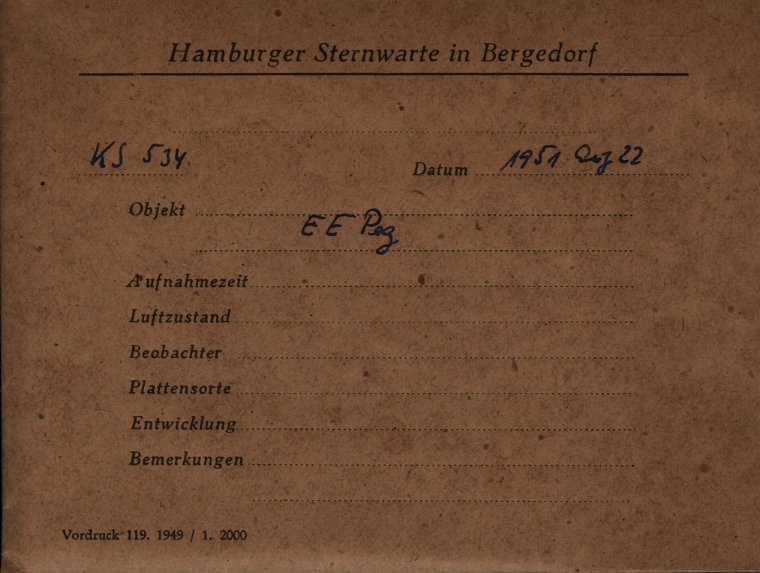 Hamburger Sternwarte in Bergedorf
KS 534 Datum 1951 Dez 22
Objekt
EE Peg
Aufnahmezeit
Luftzustand
Beobachter
Plattensorte
Entwicklung
Bemerkungen
Vordruck 119. 1949 / 1. 2000